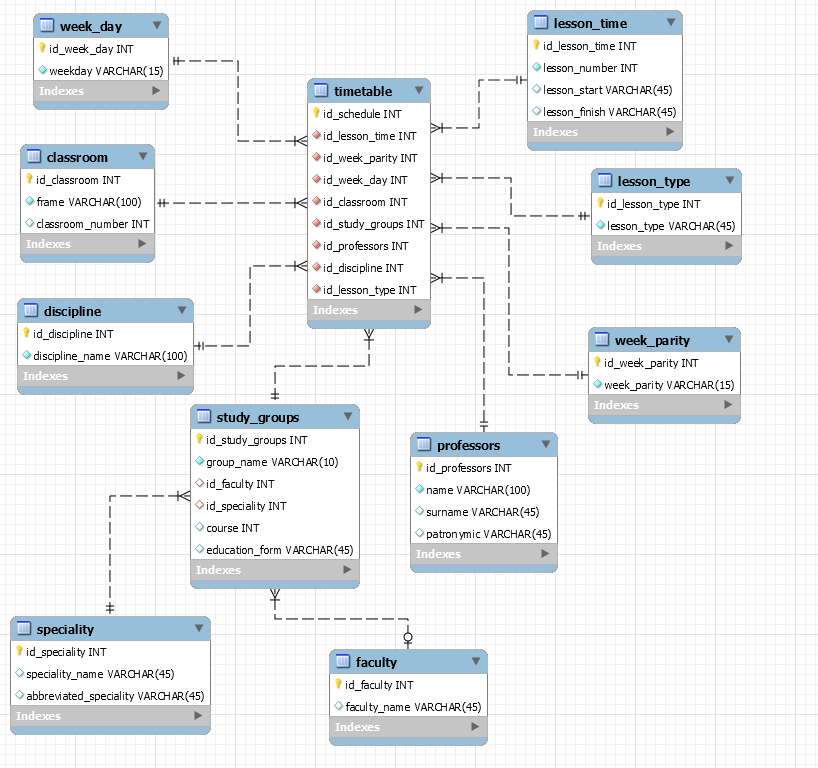 week_day
id_week_day INT
weekday VARCHAR(15)
Indexes
lesson_time
id_lesson_time INT
lesson_number INT
lesson_start VARCHAR(45)
lesson_finish VARCHAR(45)
Indexes
timetable
id_schedule INT
id_lesson_time INT
id_week_parity INT
id_week_day INT
id_classroom INT
id_study_groups INT
id_professors INT
id_discipline INT
id_lesson_type INT
Indexes
classroom
id_classroom INT
frame VARCHAR(100)
classroom_number INT
Indexes
lesson_type
id_lesson_type INT
lesson_type VARCHAR(45)
Indexes
discipline
id_discipline INT
discipline_name VARCHAR(100)
Indexes
week_parity
id_week_parity INT
week_parity VARCHAR(15)
Indexes
study_groups
id_study_groups INT
group_name VARCHAR(10)
id_faculty INT
id_speciality INT
course INT
education_form VARCHAR(45)
Indexes
professors
id_professors INT
name VARCHAR(100)
surname VARCHAR(45)
patronymic VARCHAR(45)
Indexes
speciality
id_speciality INT
speciality_name VARCHAR(45)
abbreviated_speciality VARCHAR(45)
Indexes
faculty
id_faculty INT
faculty_name VARCHAR(45)
Indexes